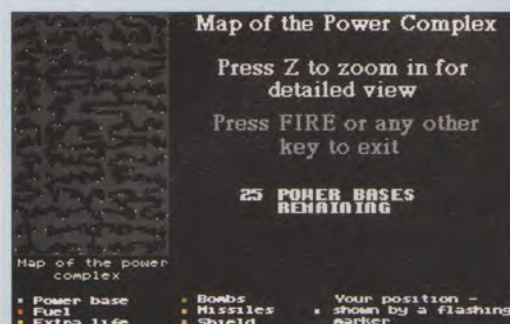 Map of the Power Complex
Press Z to zoom in for
detailed view
Press FIRE or any other
key to exit
25 POWER BASES
REMAINING
Map of the power
complex
Power base
Fuel
Extra life
Bombs
Missiles
Shield
Your position -
shown by a flashing
marker